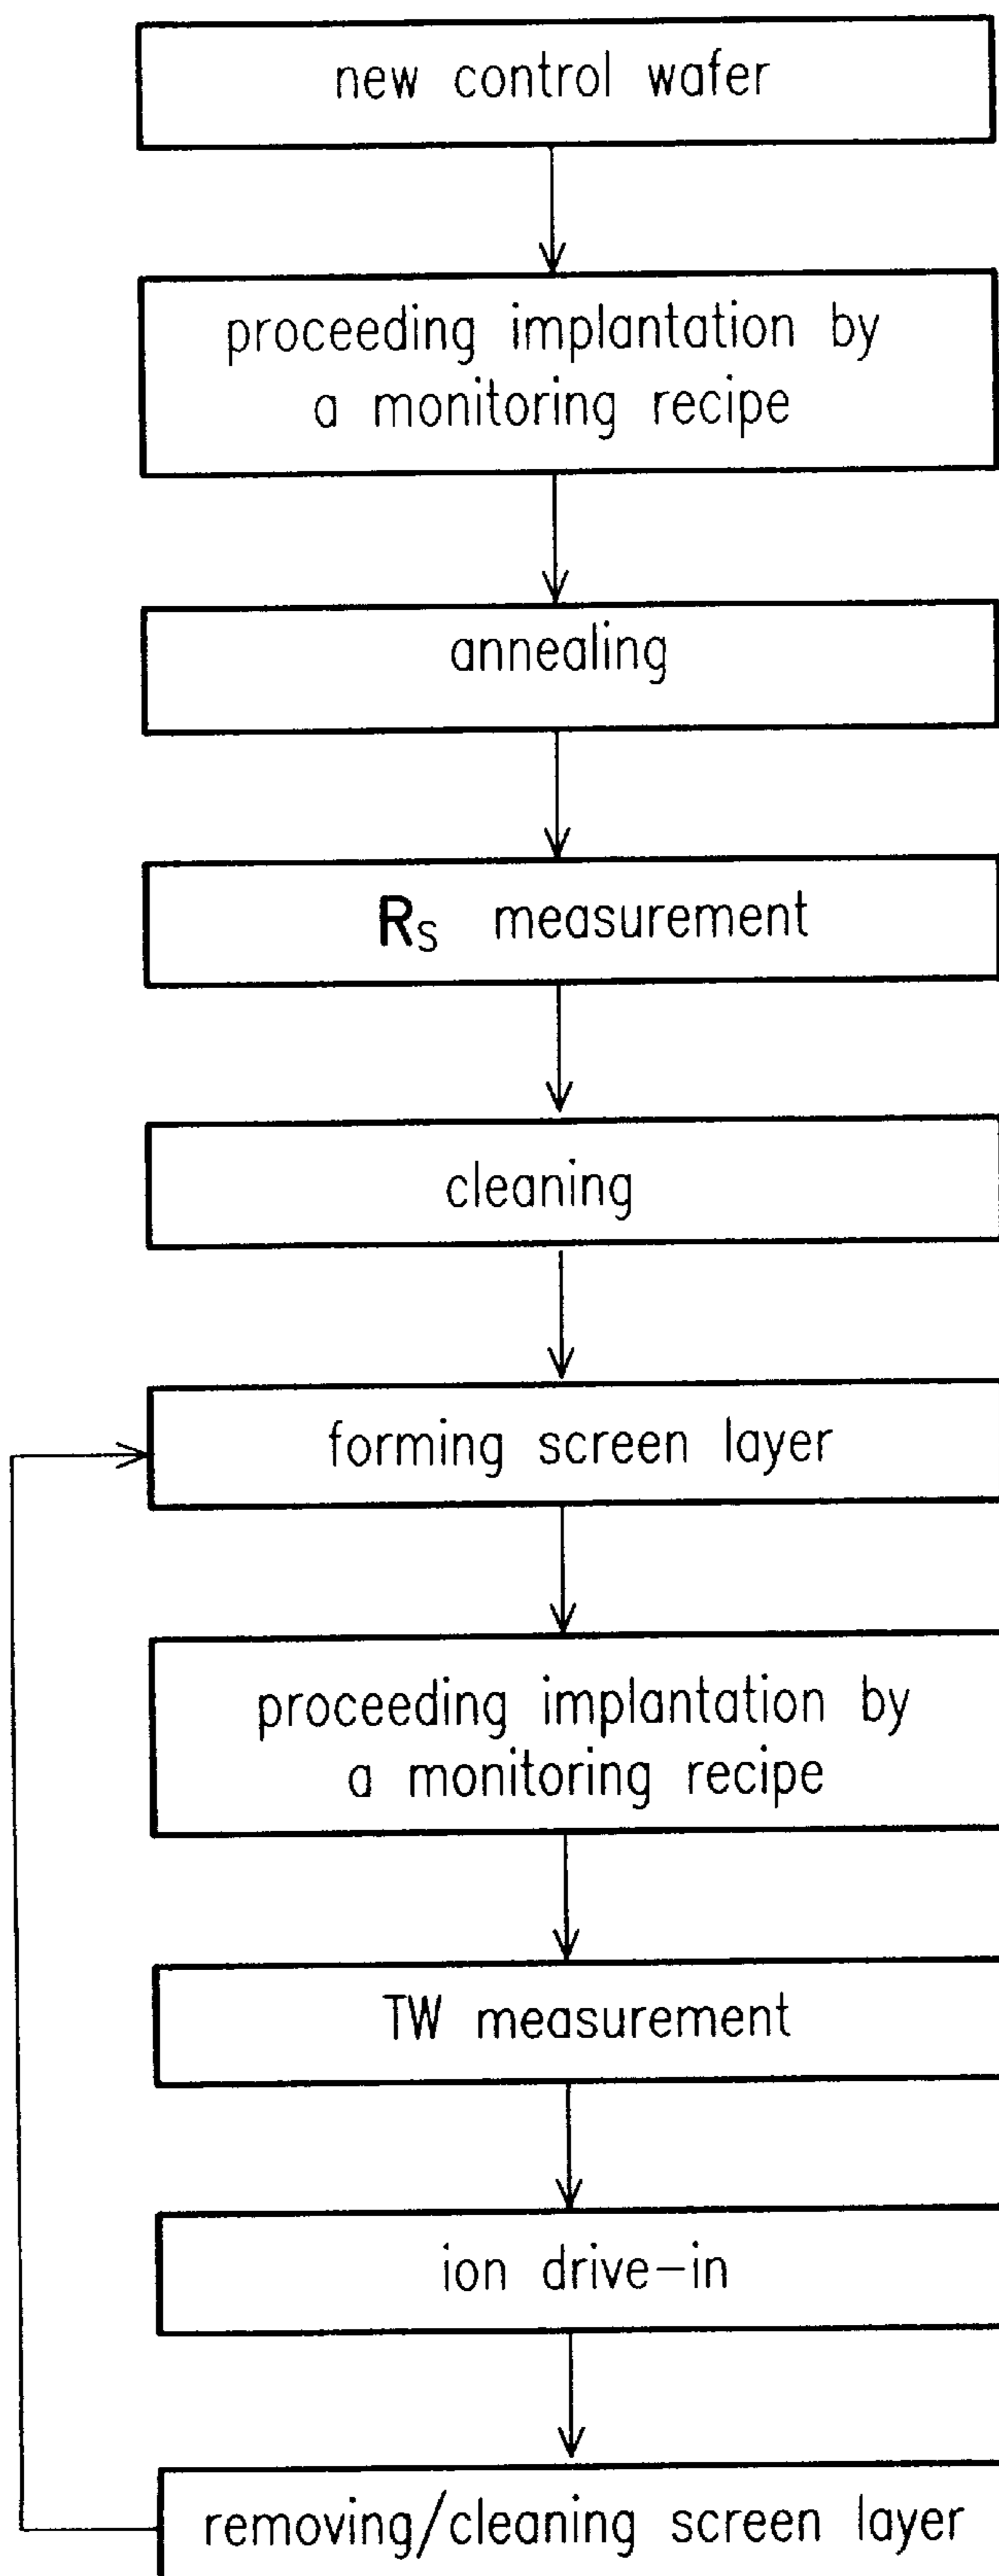 new control wafer
proceeding implantation by
a monitoring recipe
annealing
Rs measurement
cleaning
forming screen layer
proceeding implantation by
a monitoring recipe
TW measurement
ion drive-in
removing/cleaning screen layer